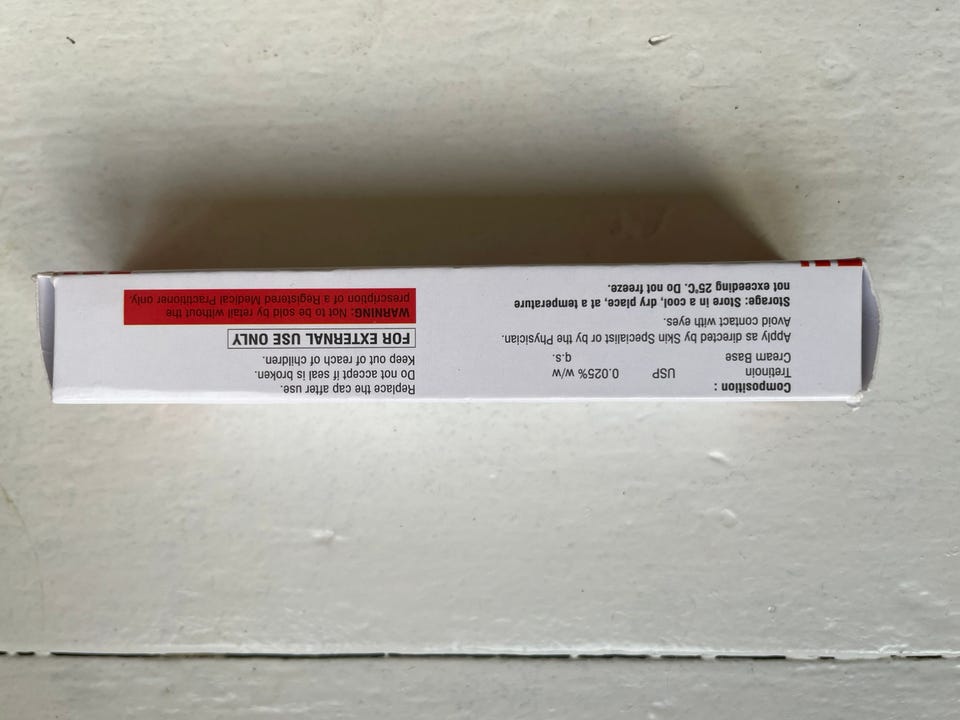 Composition :
Tretinoin USP 0.025% w/w
Cream Base q.s.
Apply as directed by Skin Specialist or by the Physician.
Avoid contact with eyes.
Storage: Store in a cool, dry place, at a temperature
not exceeding 25°C. Do not freeze.
Replace the cap after use.
Do not accept if seal is broken.
Keep out of reach of children.
FOR EXTERNAL USE ONLY
WARNING: Not to be sold by retail without the
prescription of a Registered Medical Practitioner only.